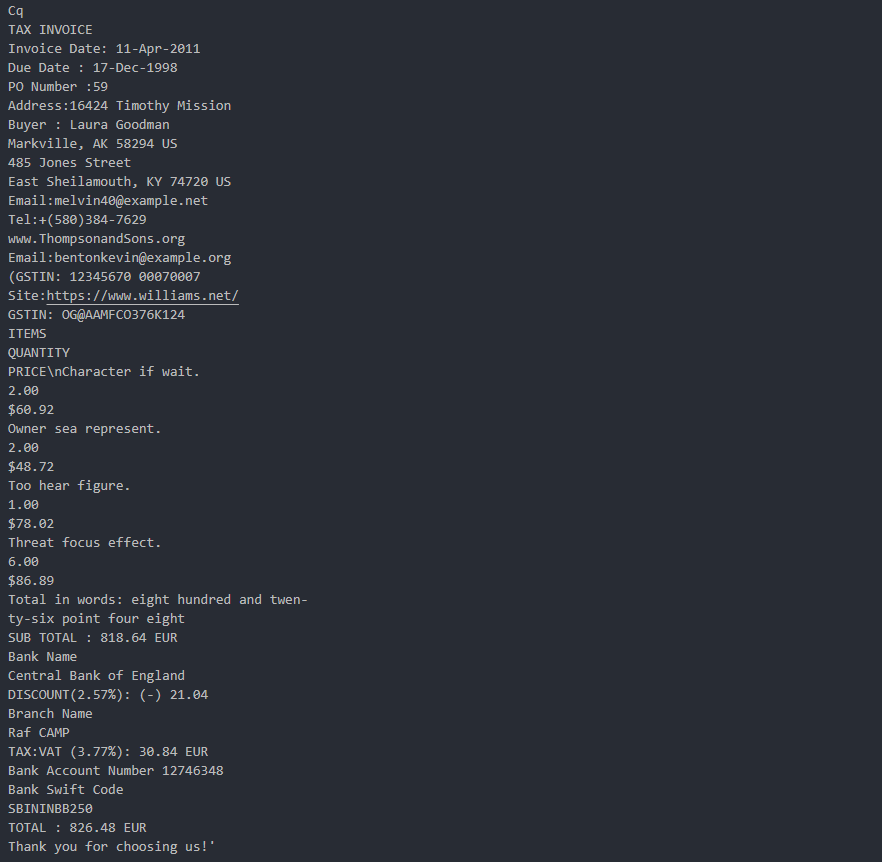 Cq
TAX INVOICE
Invoice Date: 11-Apr-2011
Due Date : 17-Dec-1998
PO Number :59
Address:16424 Timothy Mission
Buyer : Laura Goodman
Markville, AK 58294 US
485 Jones Street
East Sheilamouth, KY 74720 US
Email:melvin40@example.net
Tel:+(580)384-7629
www.ThompsonandSons.org
Email:bentonkevin@example.org
(GSTIN: 12345670 00070007
Site:https://www.williams.net/
GSTIN: OG@AAMFCO376K124
ITEMS
QUANTITY
PRICE\nCharacter if wait.
2.00
$60.92
Owner sea represent.
2.00
$48.72
Too hear figure.
1.00
$78.02
Threat focus effect.
6.00
$86.89
Total in words: eight hundred and twen-
ty-six point four eight
SUB TOTAL : 818.64 EUR
Bank Name
Central Bank of England
DISCOUNT(2.57%): (-) 21.04
Branch Name
Raf CAMP
TAX:VAT (3.77%): 30.84 EUR
Bank Account Number 12746348
Bank Swift Code
SBININBB250
TOTAL : 826.48 EUR
Thank you for choosing us!'